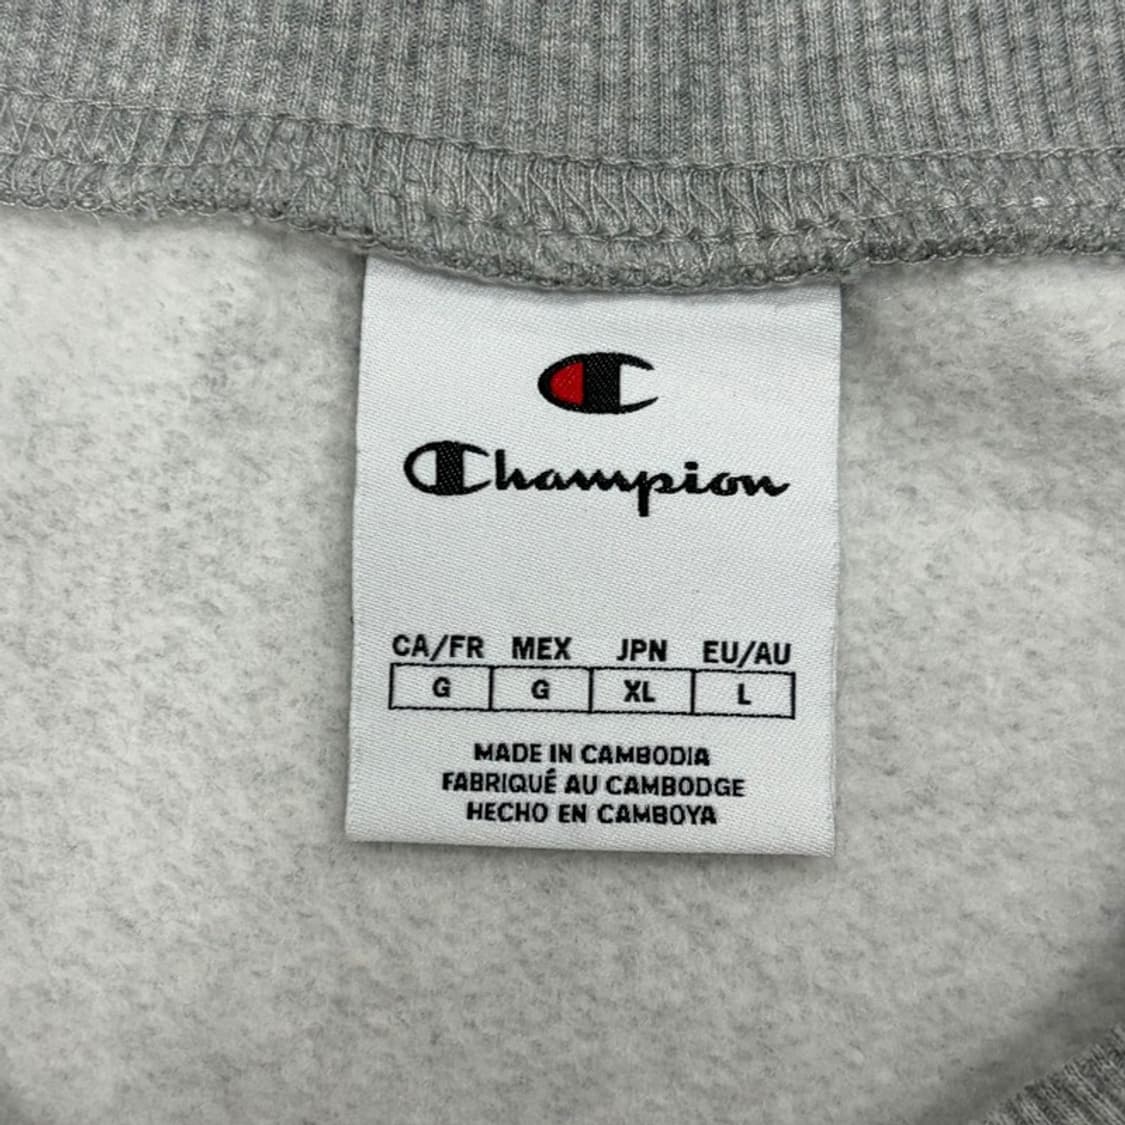 Champion
CA/FR MEX JPN EU/AU
G G XL L
MADE IN CAMBODIA
FABRIQUÉ AU CAMBODGE
HECHO EN CAMBOYA